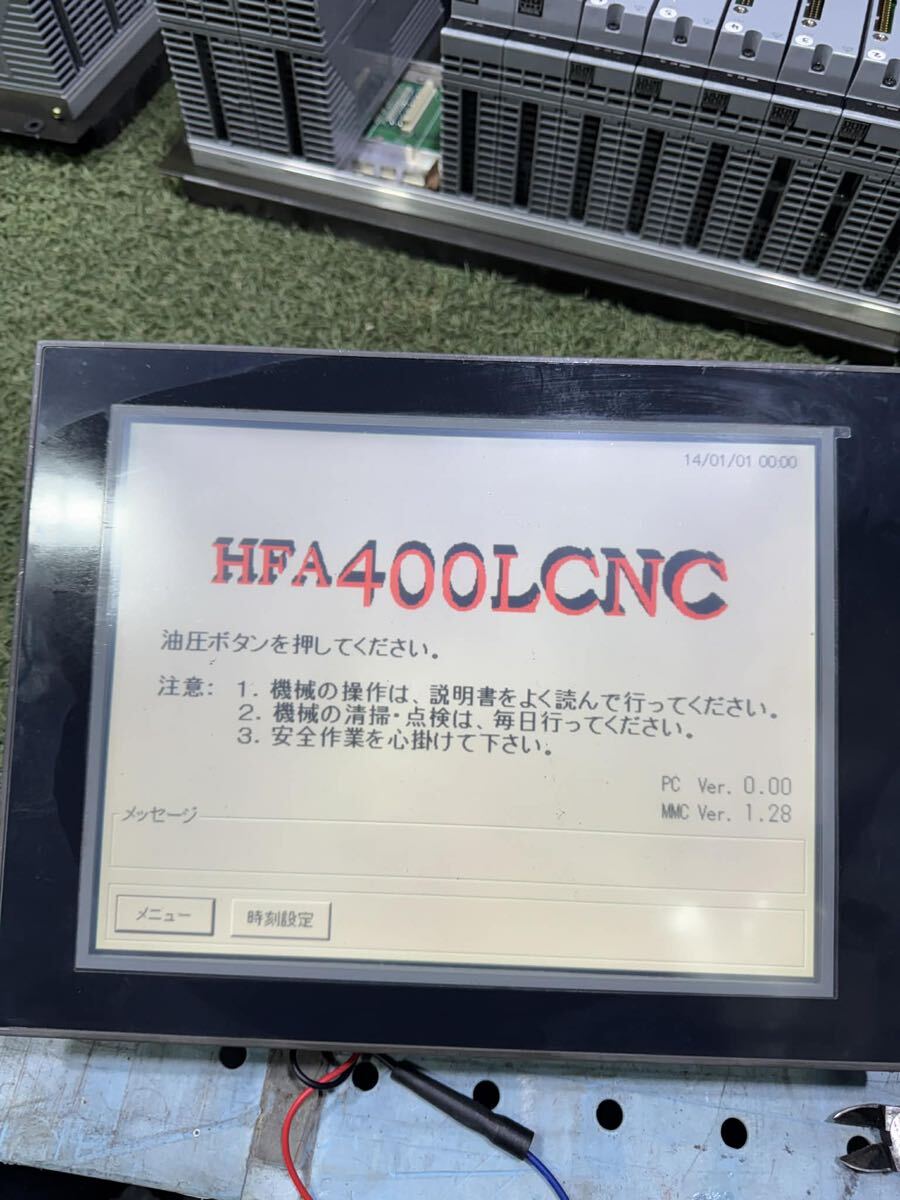 14/01/01 00:00
HFA400LCNC
油圧ボタンを押してください。
注意: 1. 機械の操作は、説明書をよく読んで行ってください。
2. 機械の清掃・点検は、毎日行ってください。
3. 安全作業を心掛けて下さい。
PC Ver. 0.00
MMC Ver. 1.28
メッセージ
メニュー
時刻設定